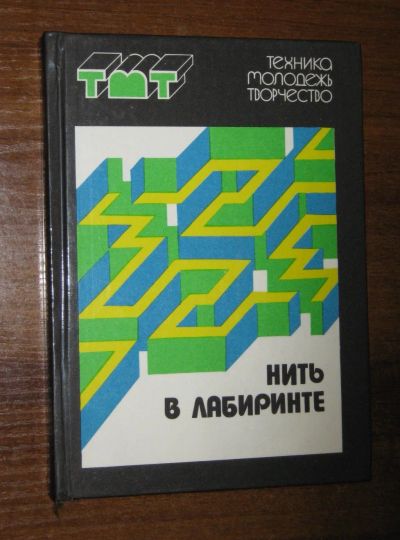 ТМТ
ТЕХНИКА
МОЛОДЕЖЬ
ТВОРЧЕСТВО
НИТЬ
В ЛАБИРИНТЕ